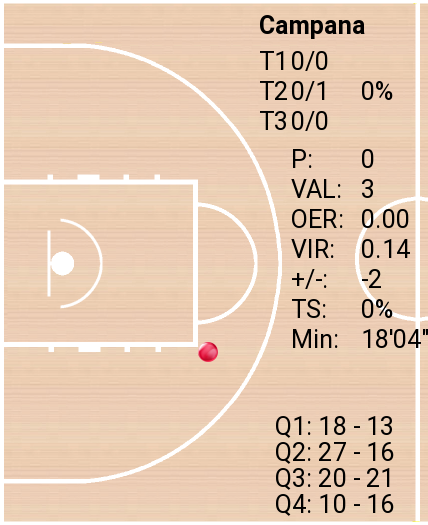 Campana
T1 0/0
T2 0/1 0%
T3 0/0
P: 0
VAL: 3
OER: 0.00
VIR: 0.14
+/-: -2
TS: 0%
Min: 18'04"
Q1: 18 - 13
Q2: 27 - 16
Q3: 20 - 21
Q4: 10 - 16